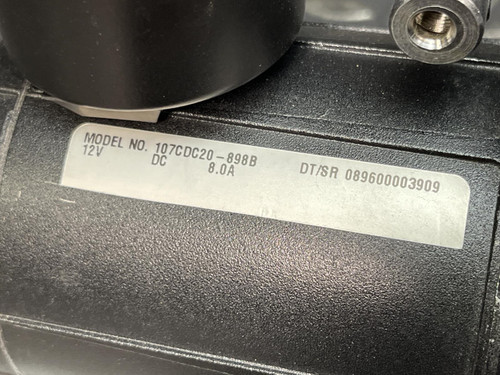 MODEL NO. 107CDC20-898B DT/SR 089600003909
12V DC 8.0A